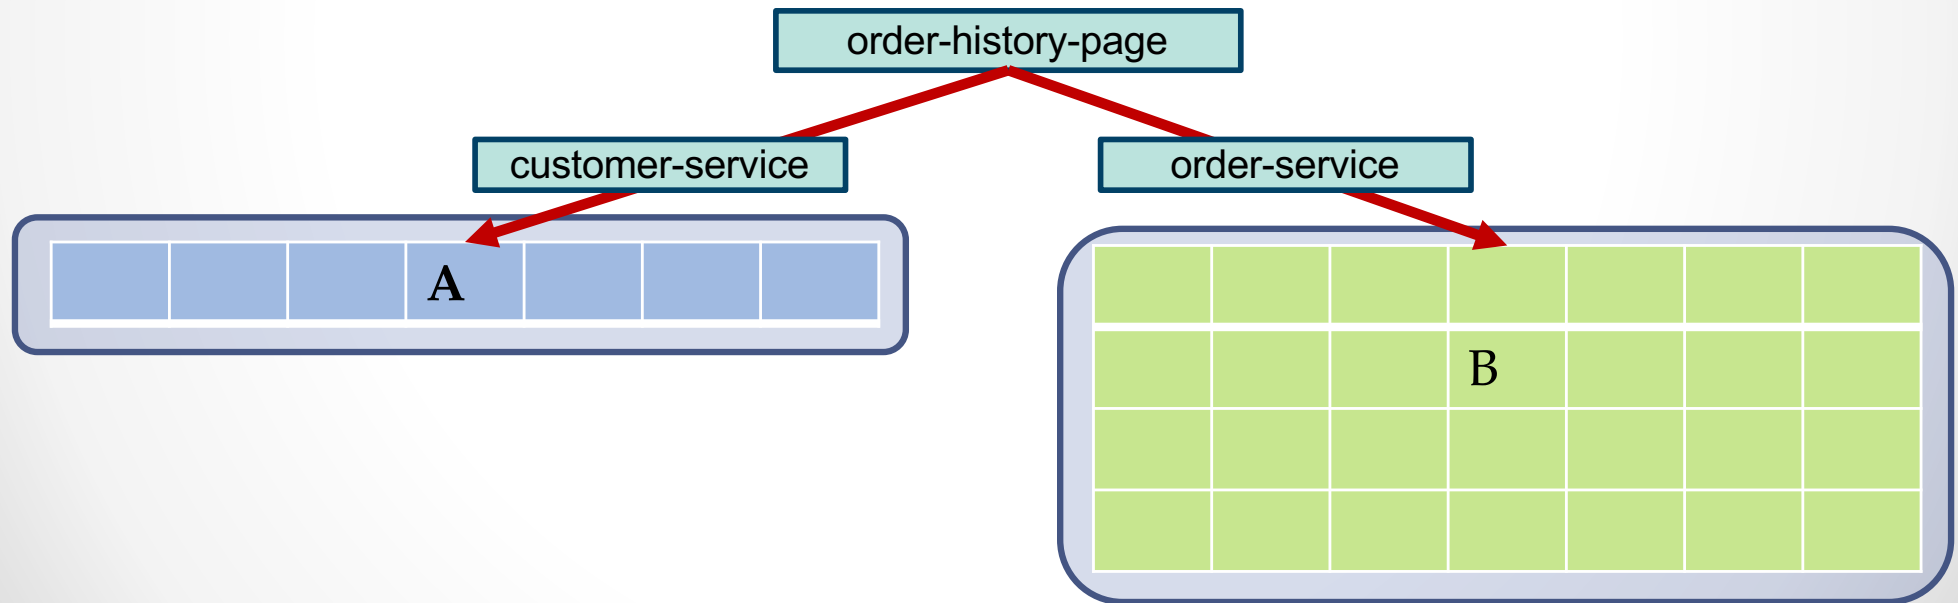 order-history-page
customer-service
order-service
A
B